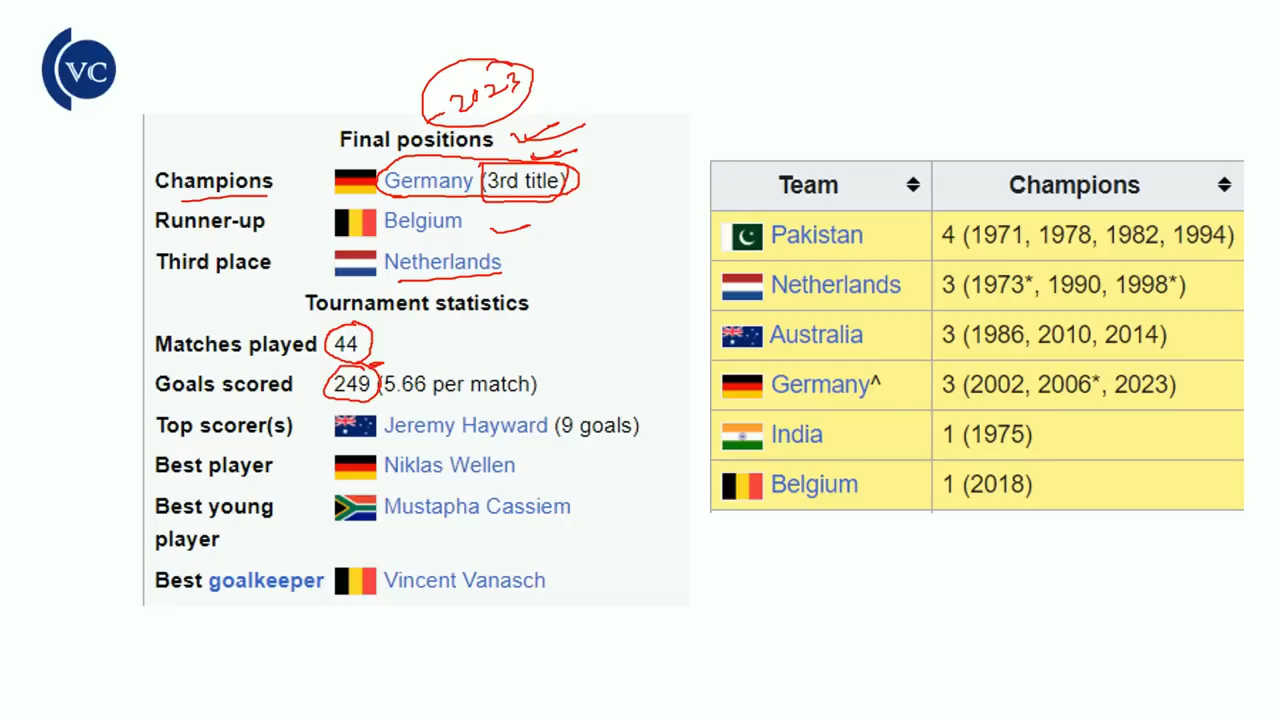 VC
2023
Final positions
Champions Germany (3rd title)
Runner-up Belgium
Third place Netherlands
Tournament statistics
Matches played 44
Goals scored 249 (5.66 per match)
Top scorer(s) Jeremy Hayward (9 goals)
Best player Niklas Wellen
Best young Mustapha Cassiem
player
Best goalkeeper Vincent Vanasch
Team Champions
Pakistan 4 (1971, 1978, 1982, 1994)
Netherlands 3 (1973*, 1990, 1998*)
Australia 3 (1986, 2010, 2014)
Germany^ 3 (2002, 2006*, 2023)
India 1 (1975)
Belgium 1 (2018)